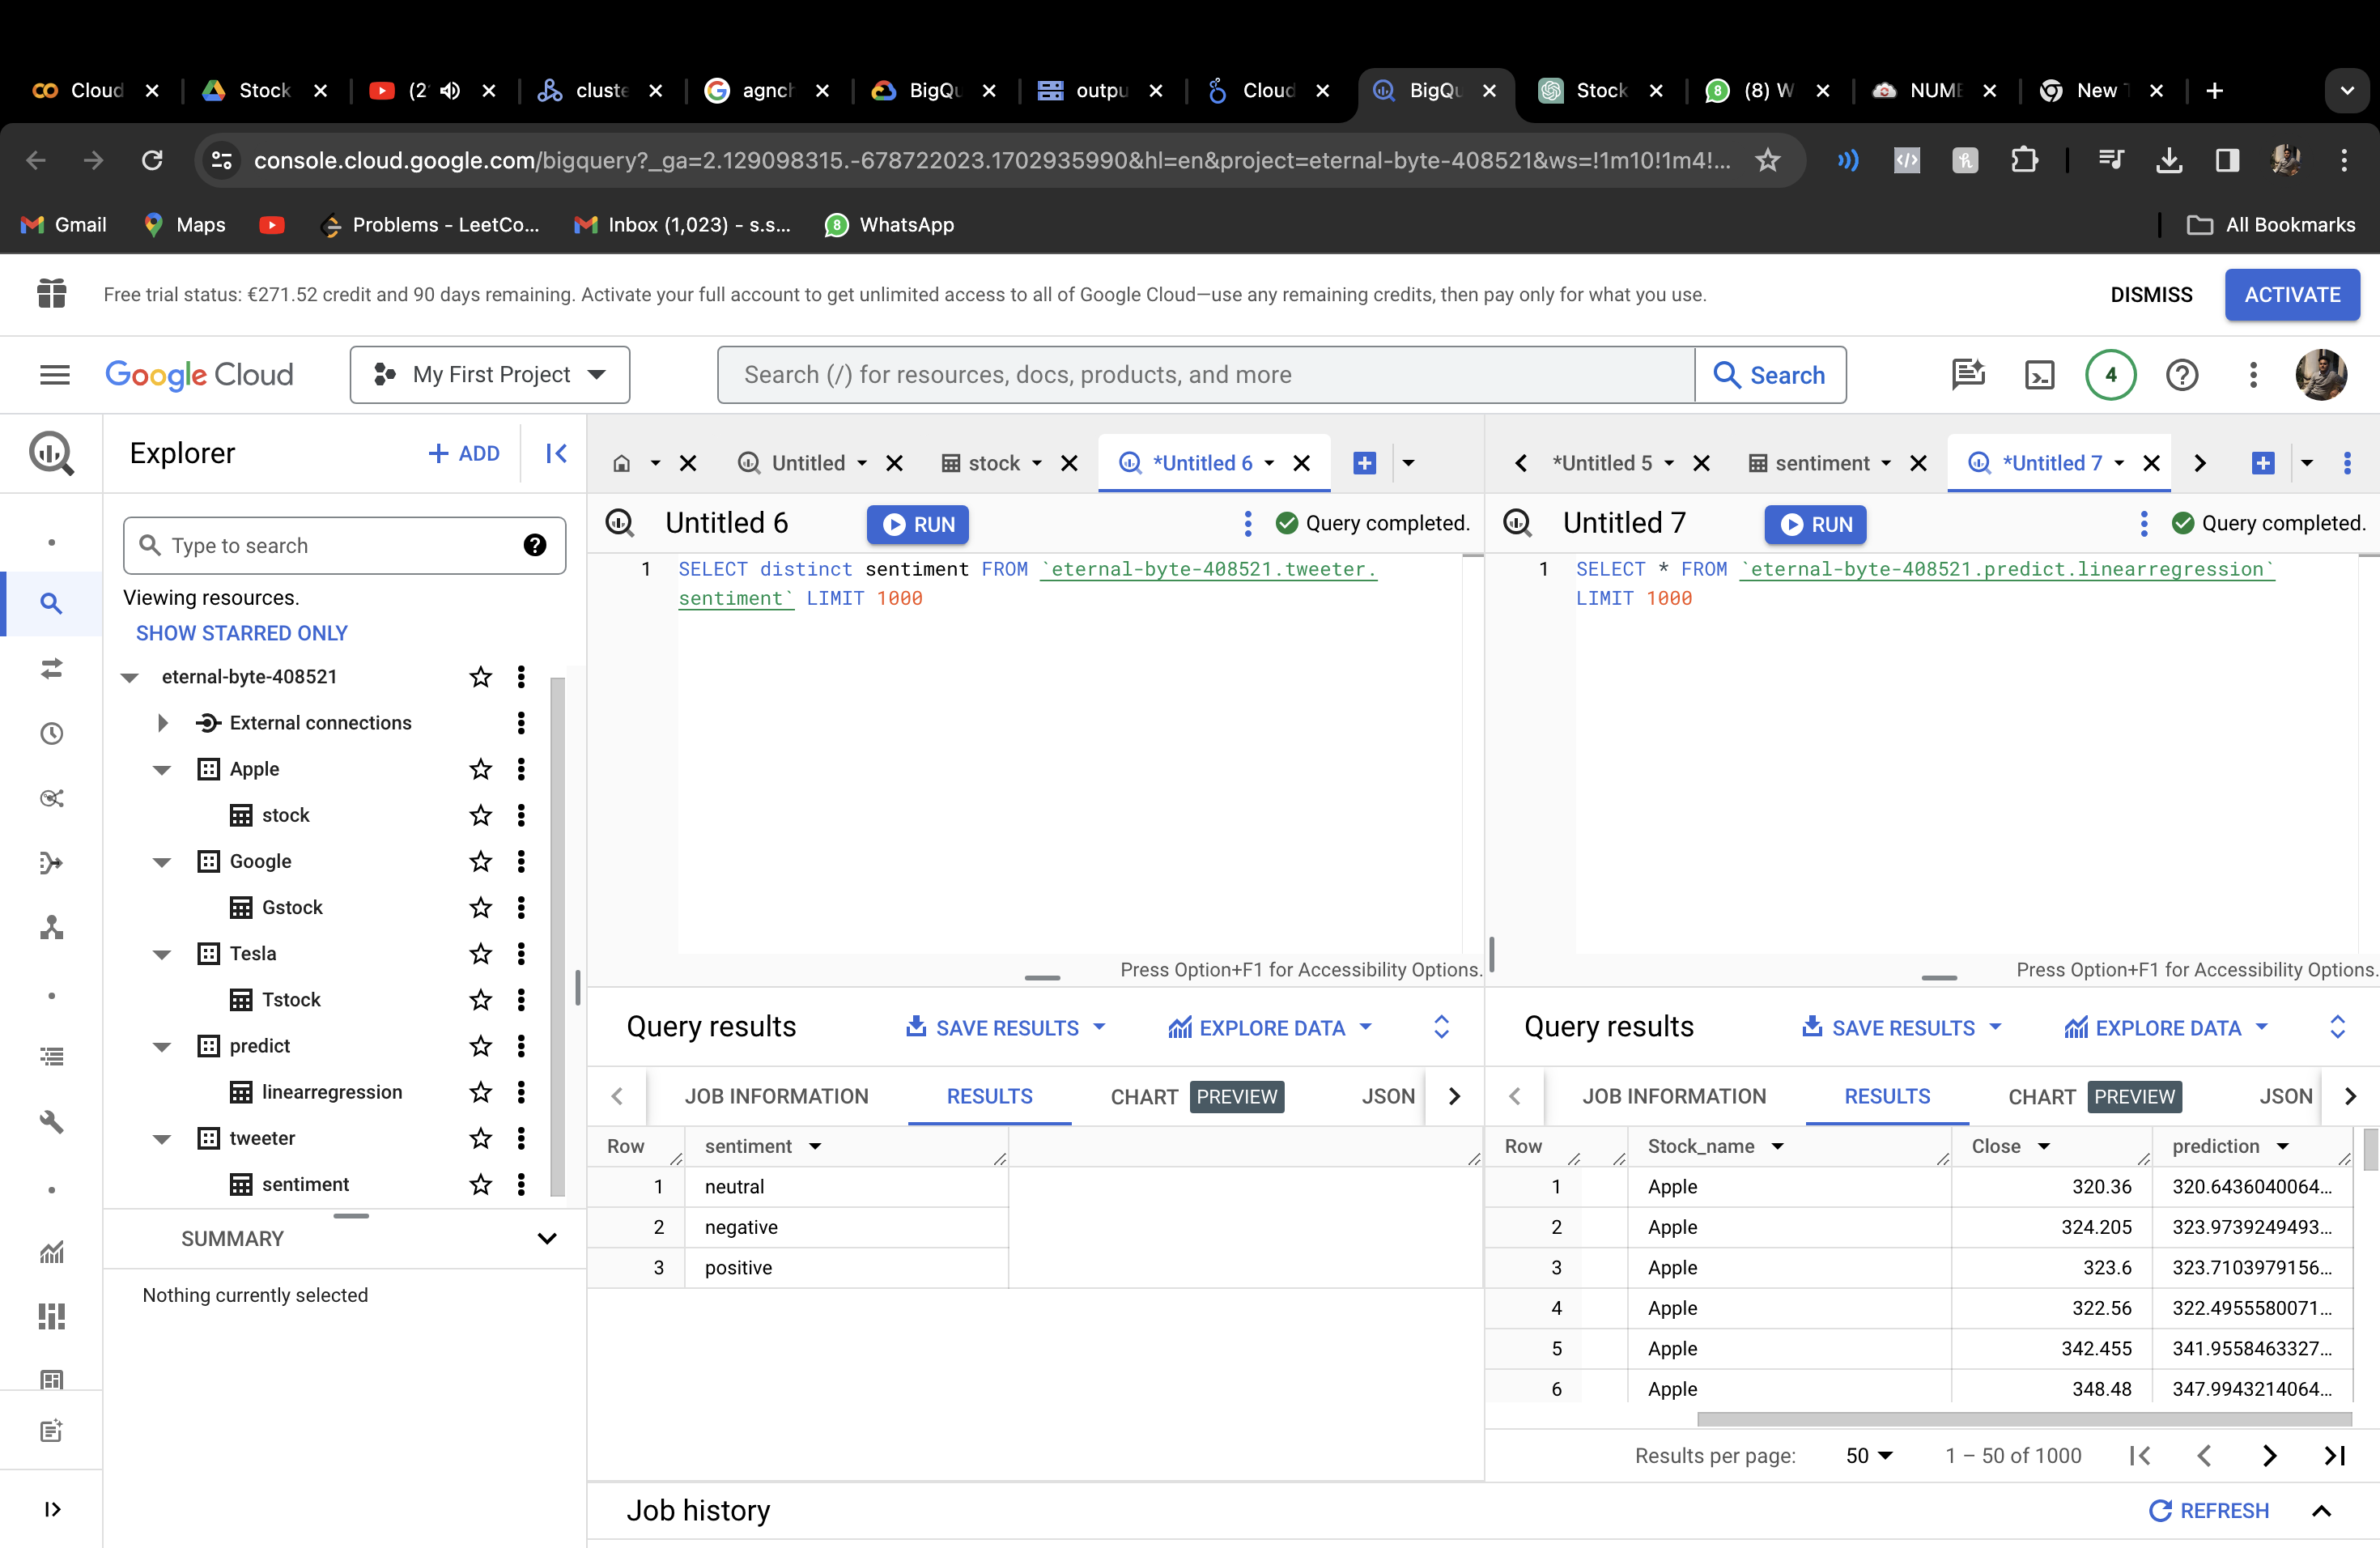 Cloud
Stock
(2
cluste
agnch
BigQu
outpu
Cloud
BigQu
Stock
8
(8) W
NUME
New T
console.cloud.google.com/bigquery?_ga=2.129098315.-678722023.1702935990&hl=en&project=eternal-byte-408521&ws=!1m10!1m4!...
Gmail
Maps
Problems - LeetCo...
Inbox (1,023) - s.s...
8
WhatsApp
All Bookmarks
Free trial status: €271.52 credit and 90 days remaining. Activate your full account to get unlimited access to all of Google Cloud—use any remaining credits, then pay only for what you use.
DISMISS
ACTIVATE
Google Cloud
My First Project
Search (/) for resources, docs, products, and more
Search
4
Explorer
+ ADD
Type to search
Viewing resources.
SHOW STARRED ONLY
eternal-byte-408521
External connections
Apple
stock
Google
Gstock
Tesla
Tstock
predict
linearregression
tweeter
sentiment
SUMMARY
Nothing currently selected
Untitled
stock
*Untitled 6
Untitled 6
RUN
Query completed.
1 SELECT distinct sentiment FROM `eternal-byte-408521.tweeter.
sentiment` LIMIT 1000
Press Option+F1 for Accessibility Options.
Query results
SAVE RESULTS
EXPLORE DATA
JOB INFORMATION
RESULTS
CHART PREVIEW
JSON
Row sentiment
1 neutral
2 negative
3 positive
*Untitled 5
sentiment
*Untitled 7
Untitled 7
RUN
Query completed.
1 SELECT * FROM `eternal-byte-408521.predict.linearregression`
LIMIT 1000
Press Option+F1 for Accessibility Options.
Query results
SAVE RESULTS
EXPLORE DATA
JOB INFORMATION
RESULTS
CHART PREVIEW
JSON
Row Stock_name Close prediction
1 Apple 320.36 320.6436040064...
2 Apple 324.205 323.9739249493...
3 Apple 323.6 323.7103979156...
4 Apple 322.56 322.4955580071...
5 Apple 342.455 341.9558463327...
6 Apple 348.48 347.9943214064...
Results per page: 50 1 – 50 of 1000
Job history
REFRESH